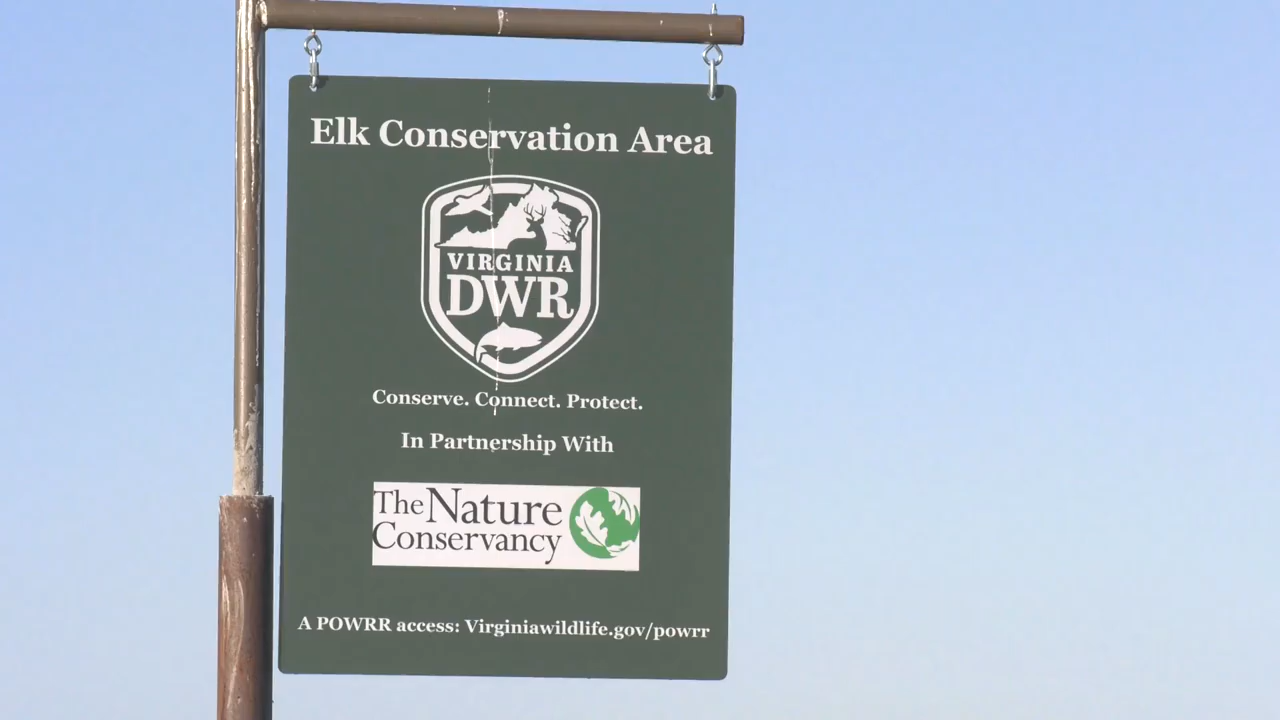 Elk Conservation Area
VIRGINIA
DWR
Conserve. Connect. Protect.
In Partnership With
The Nature
Conservancy
A POWRR access: Virginiawildlife.gov/powrr